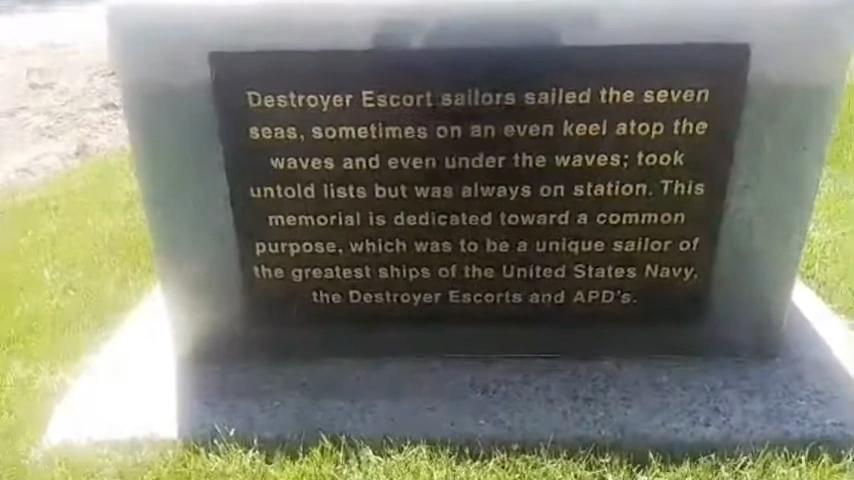 Destroyer Escort sailors sailed the seven
seas, sometimes on an even keel atop the
waves and even under the waves; took
untold lists but was always on station. This
memorial is dedicated toward a common
purpose, which was to be a unique sailor of
the greatest ships of the United States Navy,
the Destroyer Escorts and APD's.